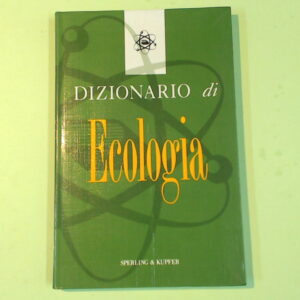 DIZIONARIO di
Ecologia
SPERLING & KUPFER